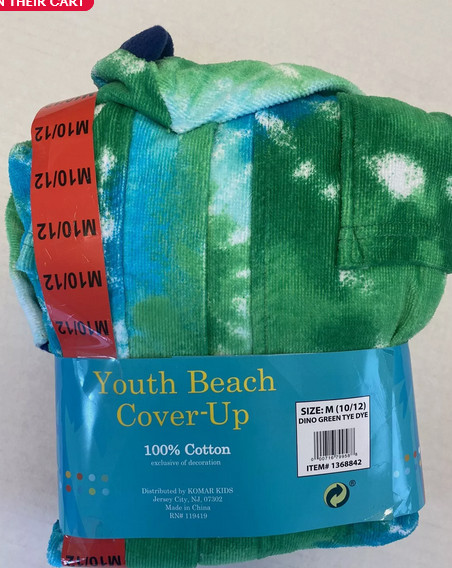 N THEIR CART
M10/12
M10/12
M10/12
M10/12
M10/12
Youth Beach
Cover-Up
100% Cotton
exclusive of decoration
Distributed by KOMAR KIDS
Jersey City, NJ, 07302
Made in China
RN# 119419
SIZE: M (10/12)
DINO GREEN TYE DYE
ITEM# 1368842
®
M10/12